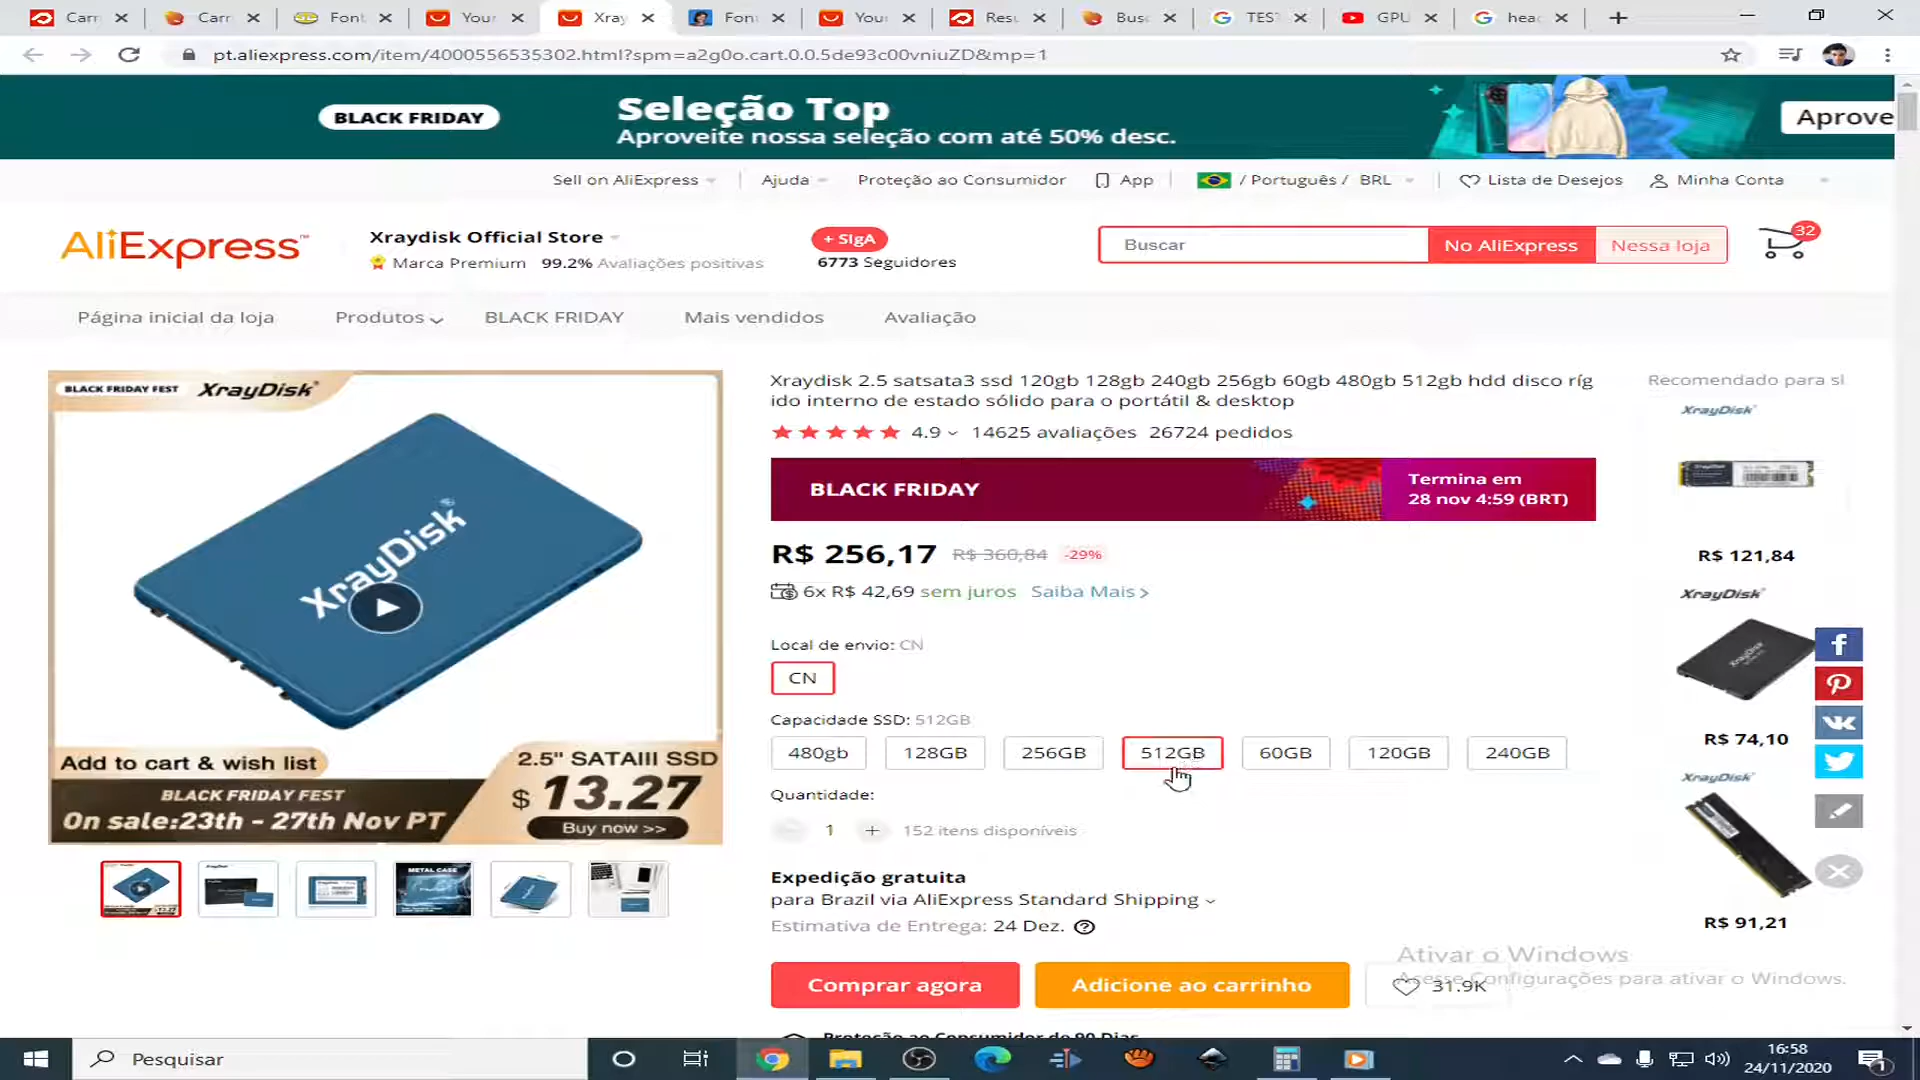 Carr
Carr
Font
Your
Xray
Fon
Your
Resu
Bus
TEST
GPU
hea
pt.aliexpress.com/item/4000556535302.html?spm=a2g0o.cart.0.0.5de93c00vniuZD&mp=1
BLACK FRIDAY
Seleção Top
Aproveite nossa seleção com até 50% desc.
Aprove
Sell on AliExpress
Ajuda
Proteção ao Consumidor
App
/ Português / BRL
Lista de Desejos
Minha Conta
AliExpress™
Xraydisk Official Store
Marca Premium 99.2% Avaliações positivas
+ SIgA
6773 Seguidores
Buscar
No AliExpress
Nessa loja
32
Página inicial da loja
Produtos
BLACK FRIDAY
Mais vendidos
Avaliação
BLACK FRIDAY FEST XrayDisk®
XrayDisk®
Add to cart & wish list
BLACK FRIDAY FEST
On sale:23th - 27th Nov PT
2.5" SATAIII SSD
$ 13.27
Buy now >>
METAL CASE
Xraydisk 2.5 satsata3 ssd 120gb 128gb 240gb 256gb 60gb 480gb 512gb hdd disco ríg
ido interno de estado sólido para o portátil & desktop
4.9 14625 avaliações 26724 pedidos
BLACK FRIDAY
Termina em
28 nov 4:59 (BRT)
R$ 256,17 R$ 360,84 -29%
6x R$ 42,69 sem juros Saiba Mais >
Local de envio: CN
CN
Capacidade SSD: 512GB
480gb
128GB
256GB
512GB
60GB
120GB
240GB
Quantidade:
1 + 152 itens disponíveis
Expedição gratuita
para Brazil via AliExpress Standard Shipping
Estimativa de Entrega: 24 Dez.
Comprar agora
Adicione ao carrinho
31.9K
Proteção ao Consumidor de 90 Dias
Recomendado para sl
XrayDisk®
R$ 121,84
XrayDisk®
R$ 74,10
XrayDisk®
R$ 91,21
Ativar o Windows
Acesse Configurações para ativar o Windows.
Pesquisar
16:58
24/11/2020
1